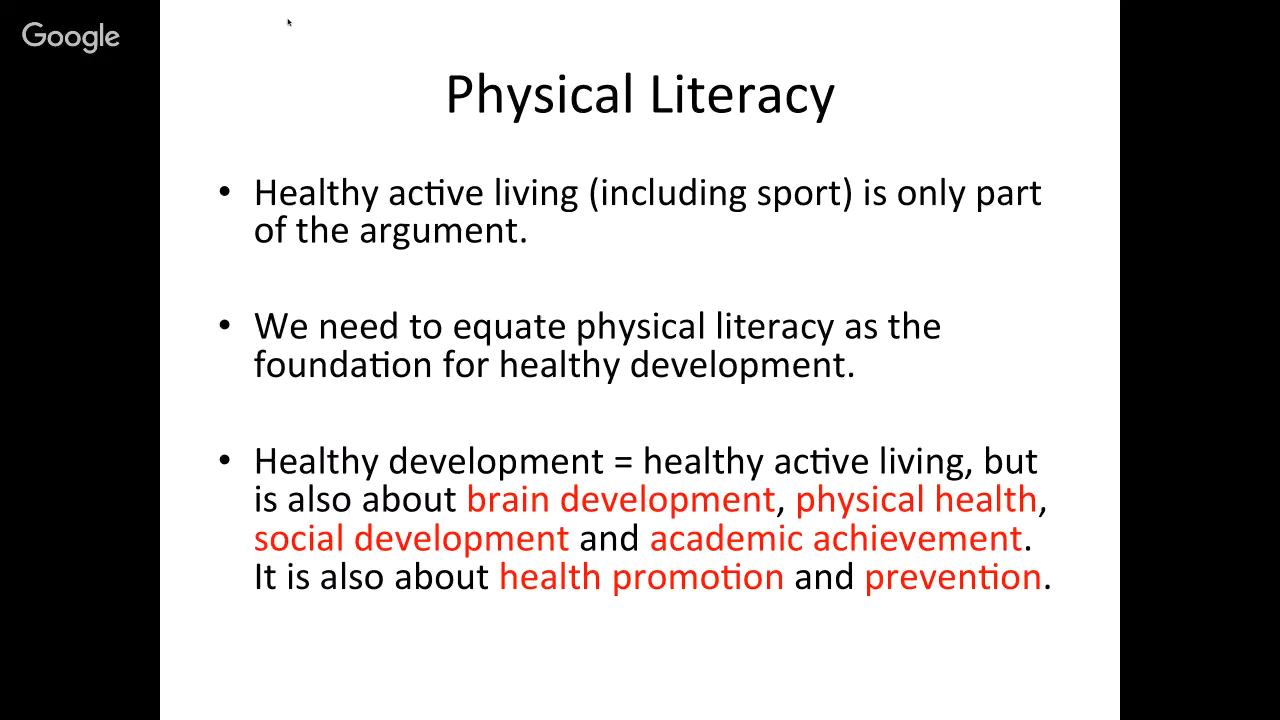 Google
Physical Literacy
• Healthy active living (including sport) is only part
of the argument.
• We need to equate physical literacy as the
foundation for healthy development.
• Healthy development = healthy active living, but
is also about brain development, physical health,
social development and academic achievement.
It is also about health promotion and prevention.